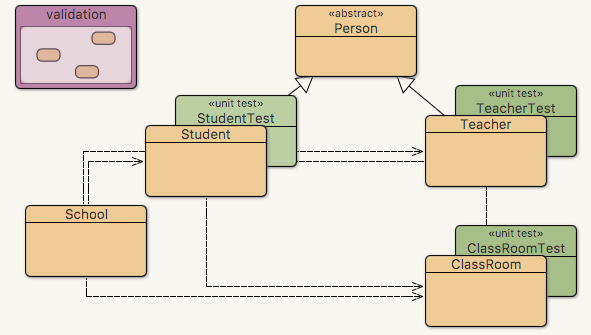 validation
«abstract»
Person
«unit test»
StudentTest
Student
«unit test»
TeacherTest
Teacher
School
«unit test»
ClassRoomTest
ClassRoom